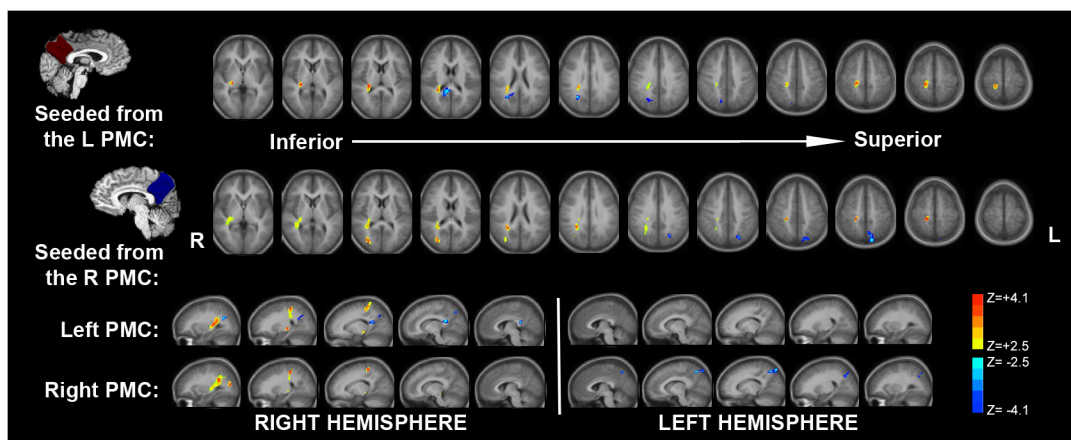 Seeded from
the L PMC:
Inferior
Superior
R
L
Seeded from
the R PMC:
Left PMC:
Right PMC:
RIGHT HEMISPHERE
LEFT HEMISPHERE
Z=+4.1
Z=+2.5
Z= -2.5
Z= -4.1